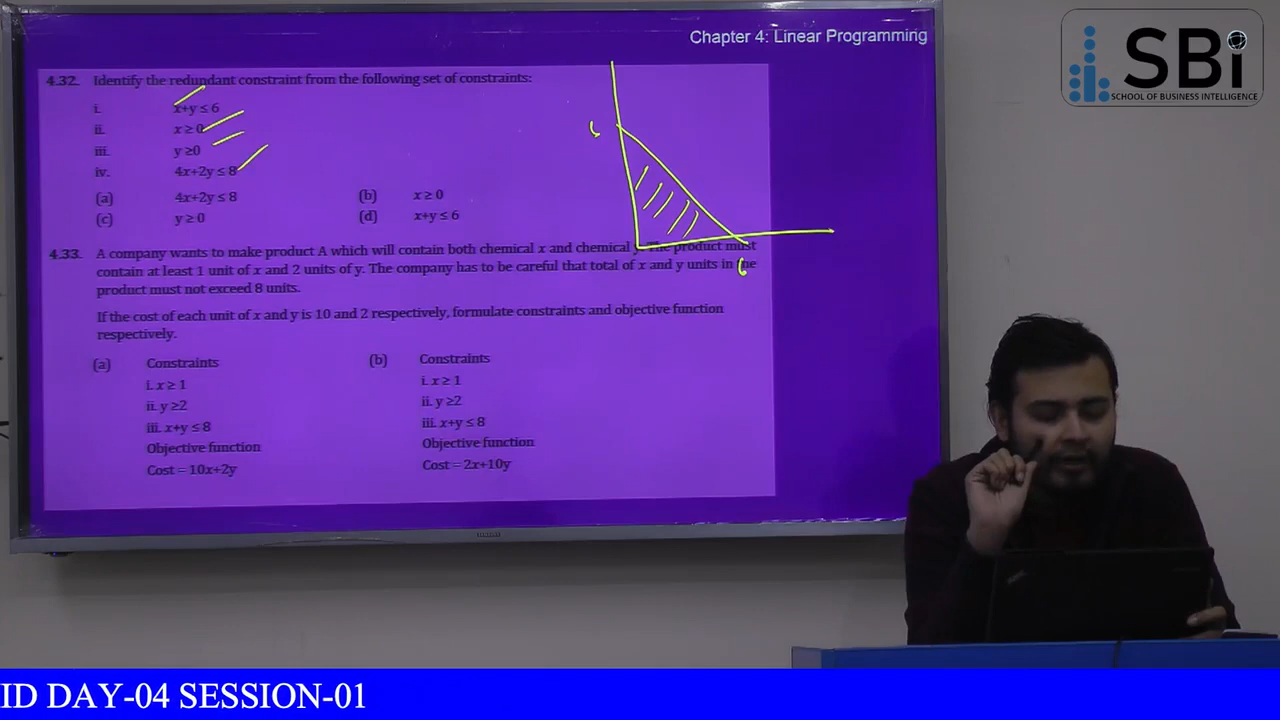 Chapter 4: Linear Programming
SBi
SCHOOL OF BUSINESS INTELLIGENCE
4.32. Identify the redundant constraint from the following set of constraints:
i. x+y ≤ 6
ii. x ≥ 0
iii. y ≥0
iv. 4x+2y ≤ 8
(a) 4x+2y ≤ 8 (b) x ≥ 0
(c) y ≥ 0 (d) x+y ≤ 6
6
6
4.33. A company wants to make product A which will contain both chemical x and chemical y. The product must
contain at least 1 unit of x and 2 units of y. The company has to be careful that total of x and y units in the
product must not exceed 8 units.
If the cost of each unit of x and y is 10 and 2 respectively, formulate constraints and objective function
respectively.
(a) Constraints (b) Constraints
i. x ≥ 1 i. x ≥ 1
ii. y ≥2 ii. y ≥2
iii. x+y ≤ 8 iii. x+y ≤ 8
Objective function Objective function
Cost = 10x+2y Cost = 2x+10y
ID DAY-04 SESSION-01